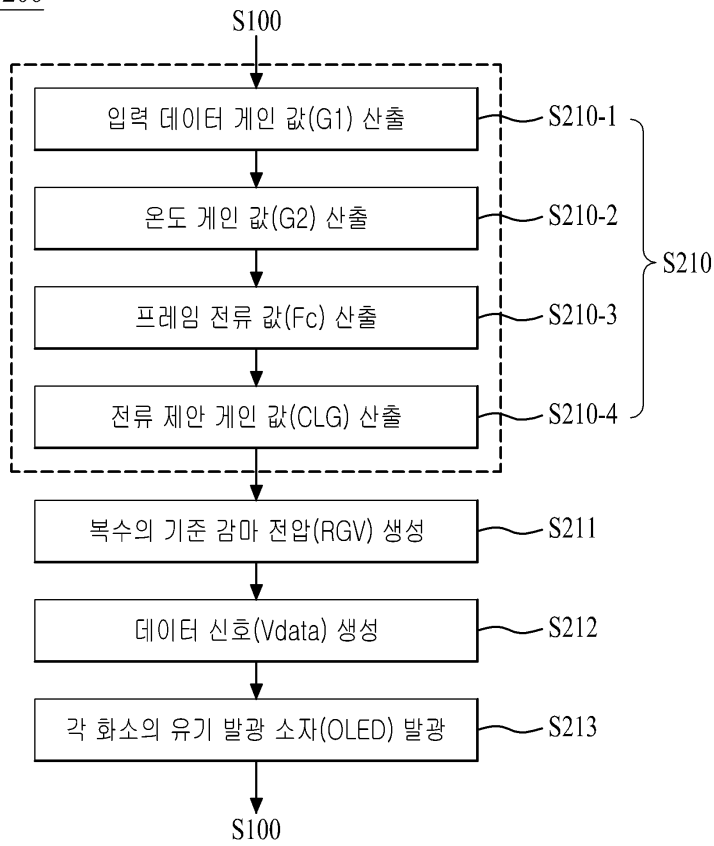 S100
입력 데이터 게인 값(G1) 산출
S210-1
온도 게인 값(G2) 산출
S210-2
S210
프레임 전류 값(Fc) 산출
S210-3
전류 제안 게인 값(CLG) 산출
S210-4
복수의 기준 감마 전압(RGV) 생성
S211
데이터 신호(Vdata) 생성
S212
각 화소의 유기 발광 소자(OLED) 발광
S213
S100